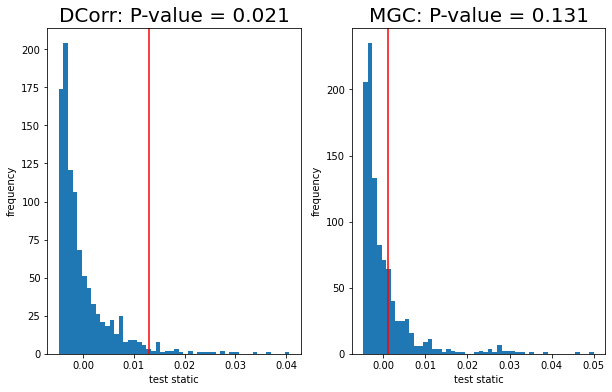 DCorr: P-value = 0.021
MGC: P-value = 0.131
frequency
200
175
150
125
100
75
50
25
0
0.00 0.01 0.02 0.03 0.04
test static
frequency
200
150
100
50
0
0.00 0.01 0.02 0.03 0.04 0.05
test static